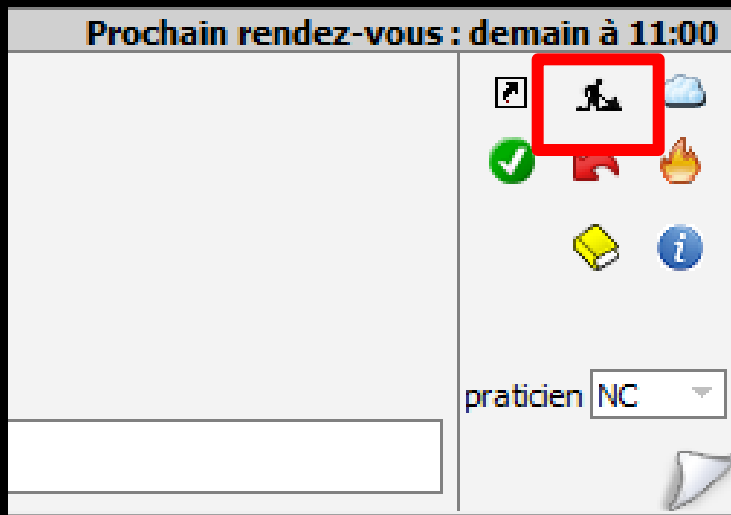 Prochain rendez-vous : demain à 11:00
praticien NC